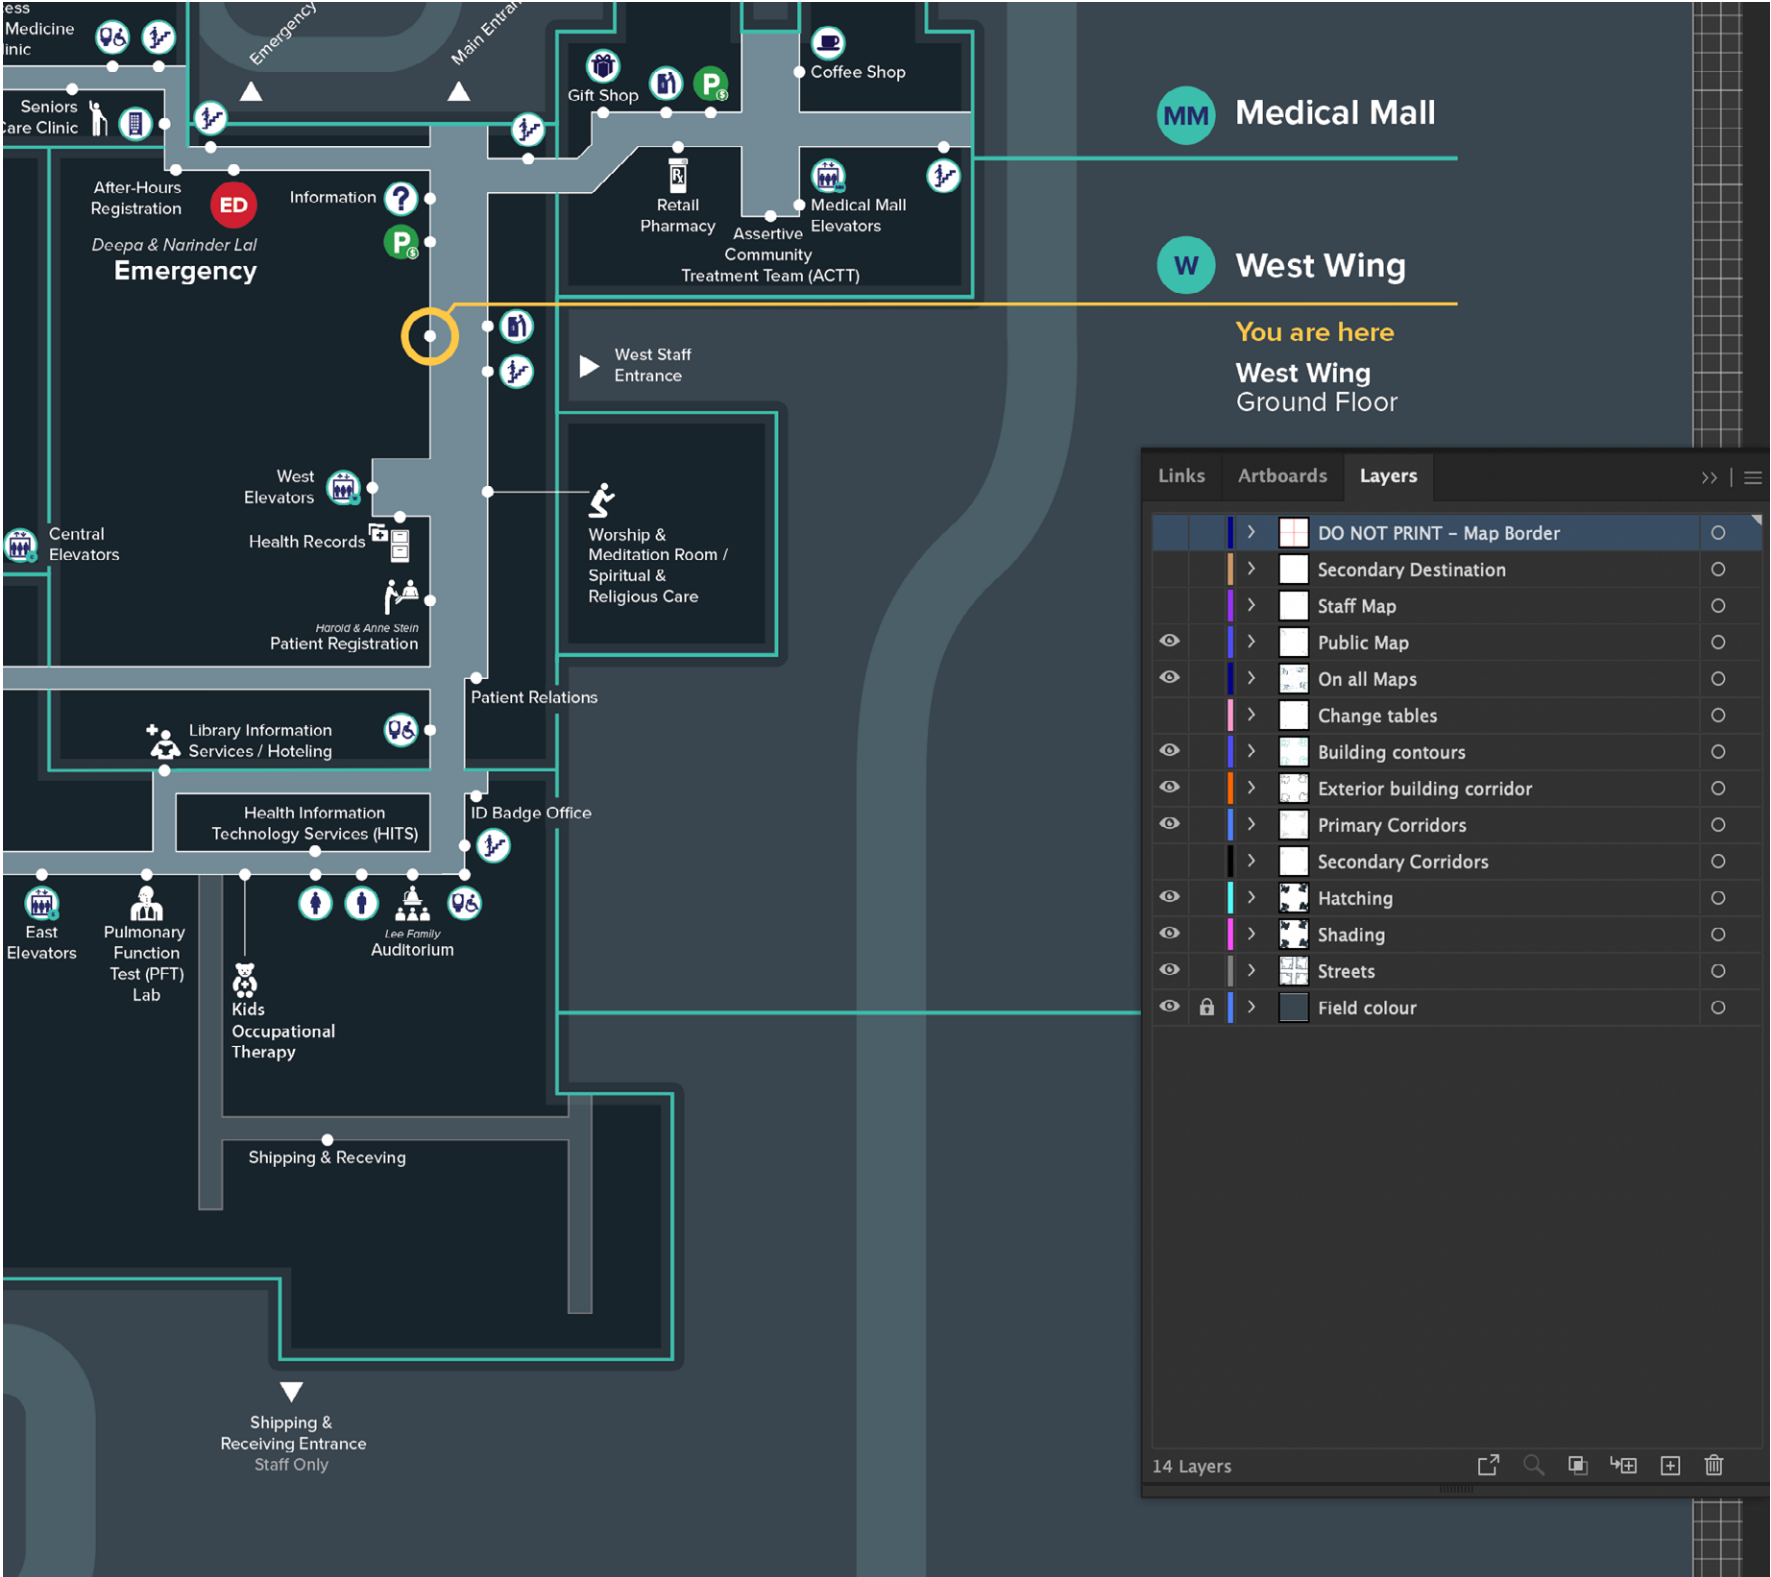 ess
Medicine
linic
Emergency
Main Entran
Gift Shop
P
$
Coffee Shop
Seniors
Care Clinic
After-Hours
Registration
ED
Deepa & Narinder Lal
Emergency
Information
?
P
$
Rx
Retail
Pharmacy
Assertive
Community
Treatment Team (ACTT)
Medical Mall
Elevators
MM
Medical Mall
W
West Wing
You are here
West Wing
Ground Floor
West Staff
Entrance
West
Elevators
Central
Elevators
Health Records
Worship &
Meditation Room /
Spiritual &
Religious Care
Harold & Anne Stein
Patient Registration
Patient Relations
Library Information
Services / Hoteling
Health Information
Technology Services (HITS)
ID Badge Office
East
Elevators
Pulmonary
Function
Test (PFT)
Lab
Lee Family
Auditorium
Kids
Occupational
Therapy
Shipping & Receving
Shipping &
Receiving Entrance
Staff Only
Links
Artboards
Layers
DO NOT PRINT – Map Border
Secondary Destination
Staff Map
Public Map
On all Maps
Change tables
Building contours
Exterior building corridor
Primary Corridors
Secondary Corridors
Hatching
Shading
Streets
Field colour
14 Layers